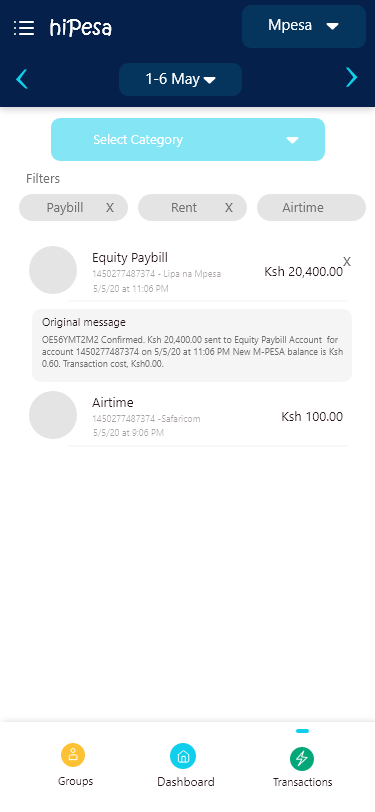 hiPesa
Mpesa
1-6 May
Select Category
Filters
Paybill X
Rent X
Airtime
Equity Paybill
1450277487374 - Lipa na Mpesa
5/5/20 at 11:06 PM
Ksh 20,400.00
X
Original message
OE56YMT2M2 Confirmed. Ksh 20,400.00 sent to Equity Paybill Account for
account 1450277487374 on 5/5/20 at 11:06 PM New M-PESA balance is Ksh
0.60. Transaction cost, Ksh0.00.
Airtime
1450277487374 -Safaricom
5/5/20 at 9:06 PM
Ksh 100.00
Groups
Dashboard
Transactions